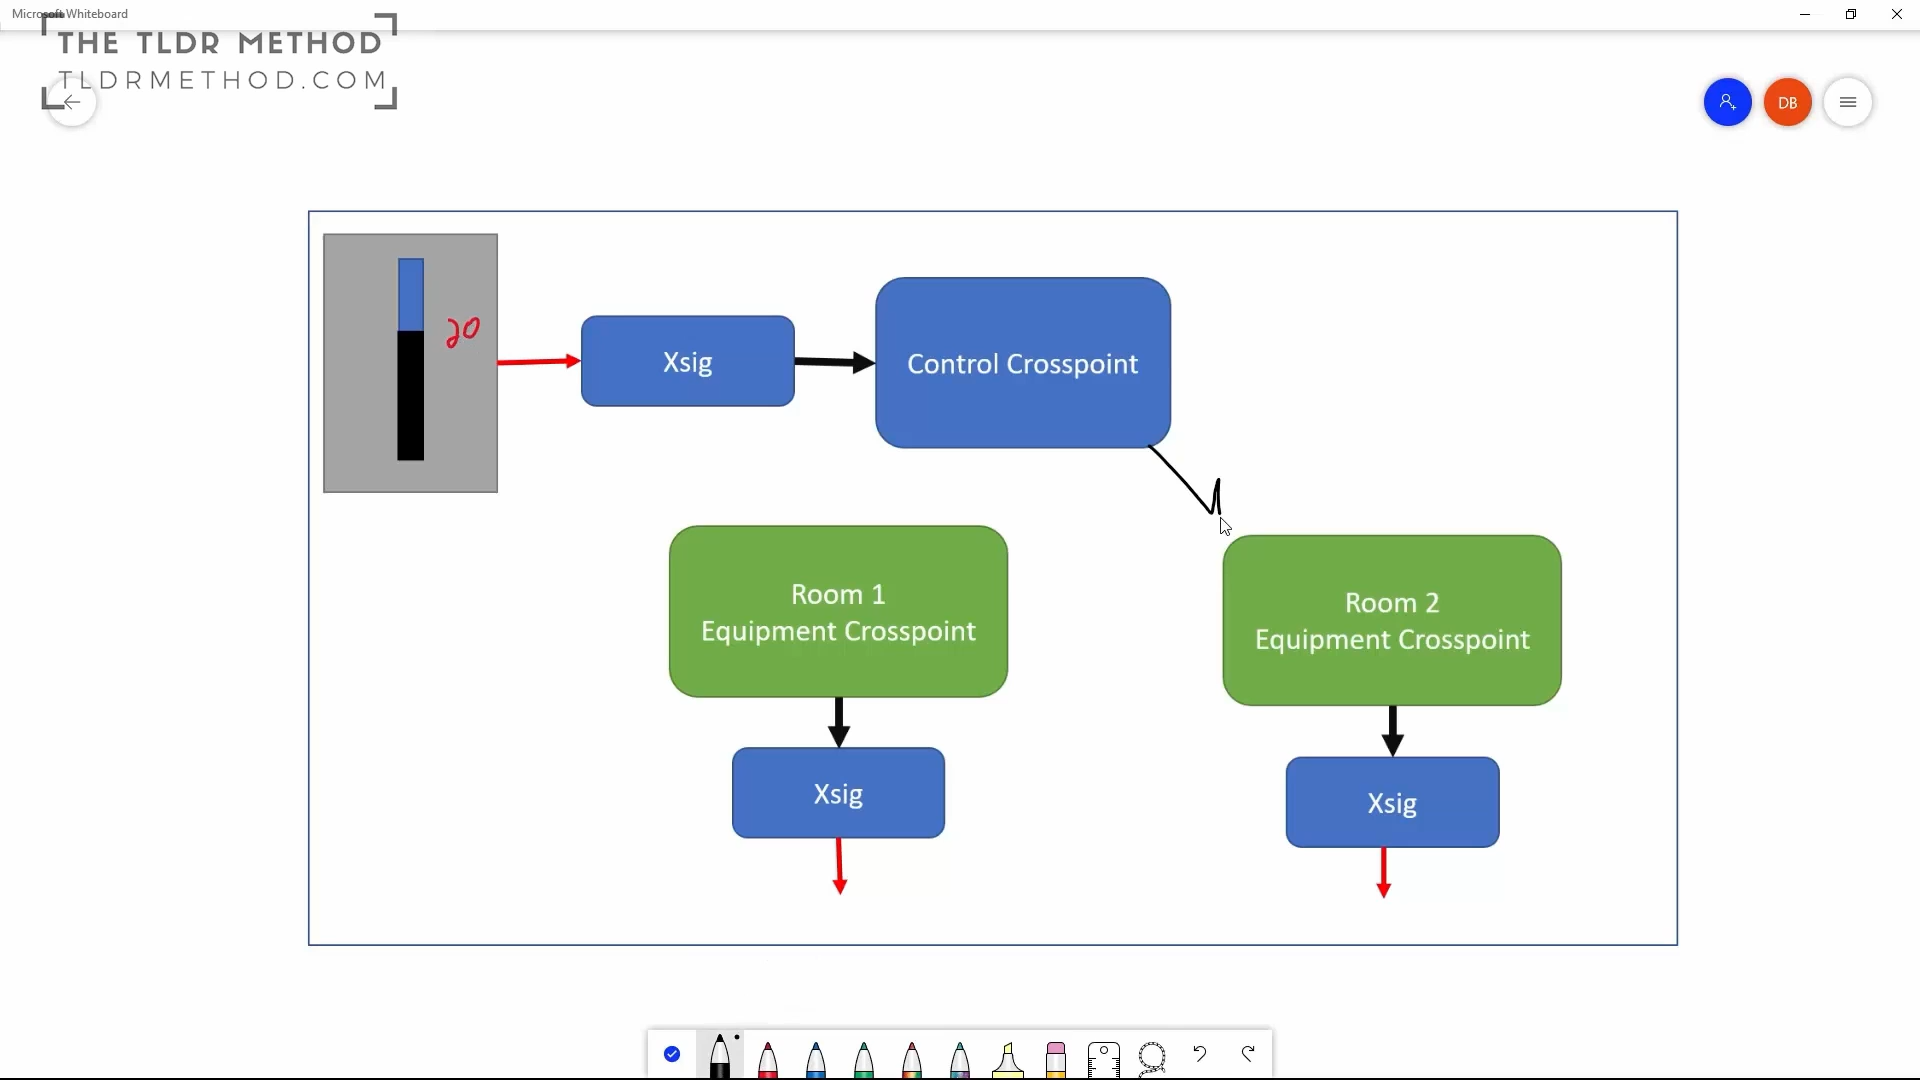 Microsoft Whiteboard
THE TLDR METHOD
TLDRMETHOD.COM
DB
20
Xsig
Control Crosspoint
Room 1
Equipment Crosspoint
Room 2
Equipment Crosspoint
Xsig
Xsig